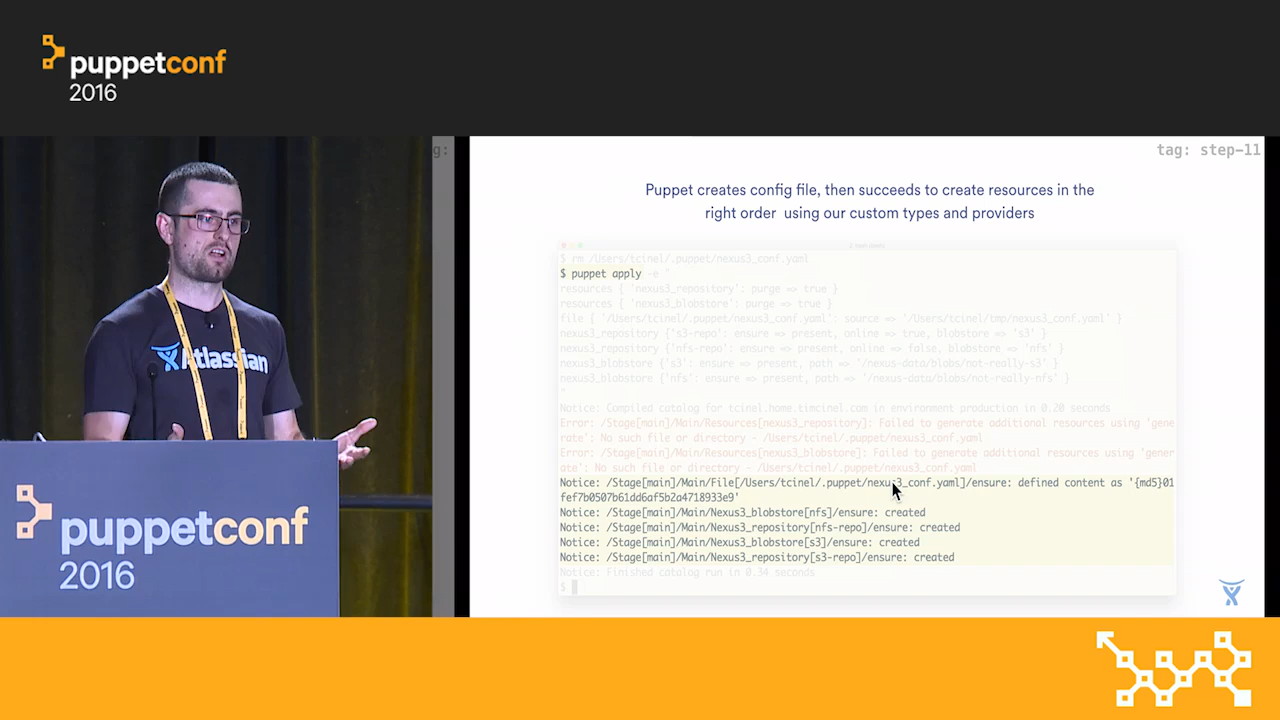 puppetconf
2016
g:
tag: step-11
Puppet creates config file, then succeeds to create resources in the
right order using our custom types and providers
$ rm /Users/tcinel/.puppet/nexus3_conf.yaml
$ puppet apply -e "
resources { 'nexus3_repository': purge => true }
resources { 'nexus3_blobstore': purge => true }
file { '/Users/tcinel/.puppet/nexus3_conf.yaml': source => '/Users/tcinel/tmp/nexus3_conf.yaml' }
nexus3_repository {'s3-repo': ensure => present, online => true, blobstore => 's3' }
nexus3_repository {'nfs-repo': ensure => present, online => false, blobstore => 'nfs' }
nexus3_blobstore {'s3': ensure => present, path => '/nexus-data/blobs/not-really-s3' }
nexus3_blobstore {'nfs': ensure => present, path => '/nexus-data/blobs/not-really-nfs' }
"
Notice: Compiled catalog for tcinel.home.timcinel.com in environment production in 0.20 seconds
Error: /Stage[main]/Main/Resources[nexus3_repository]: Failed to generate additional resources using 'gene
rate': No such file or directory - /Users/tcinel/.puppet/nexus3_conf.yaml
Error: /Stage[main]/Main/Resources[nexus3_blobstore]: Failed to generate additional resources using 'gener
ate': No such file or directory - /Users/tcinel/.puppet/nexus3_conf.yaml
Notice: /Stage[main]/Main/File[/Users/tcinel/.puppet/nexus3_conf.yaml]/ensure: defined content as '{md5}01
fef7b0507b61dd6af5b2a4718933e9'
Notice: /Stage[main]/Main/Nexus3_blobstore[nfs]/ensure: created
Notice: /Stage[main]/Main/Nexus3_repository[nfs-repo]/ensure: created
Notice: /Stage[main]/Main/Nexus3_blobstore[s3]/ensure: created
Notice: /Stage[main]/Main/Nexus3_repository[s3-repo]/ensure: created
Notice: Finished catalog run in 0.34 seconds
$
Atlassian
puppetconf
2016